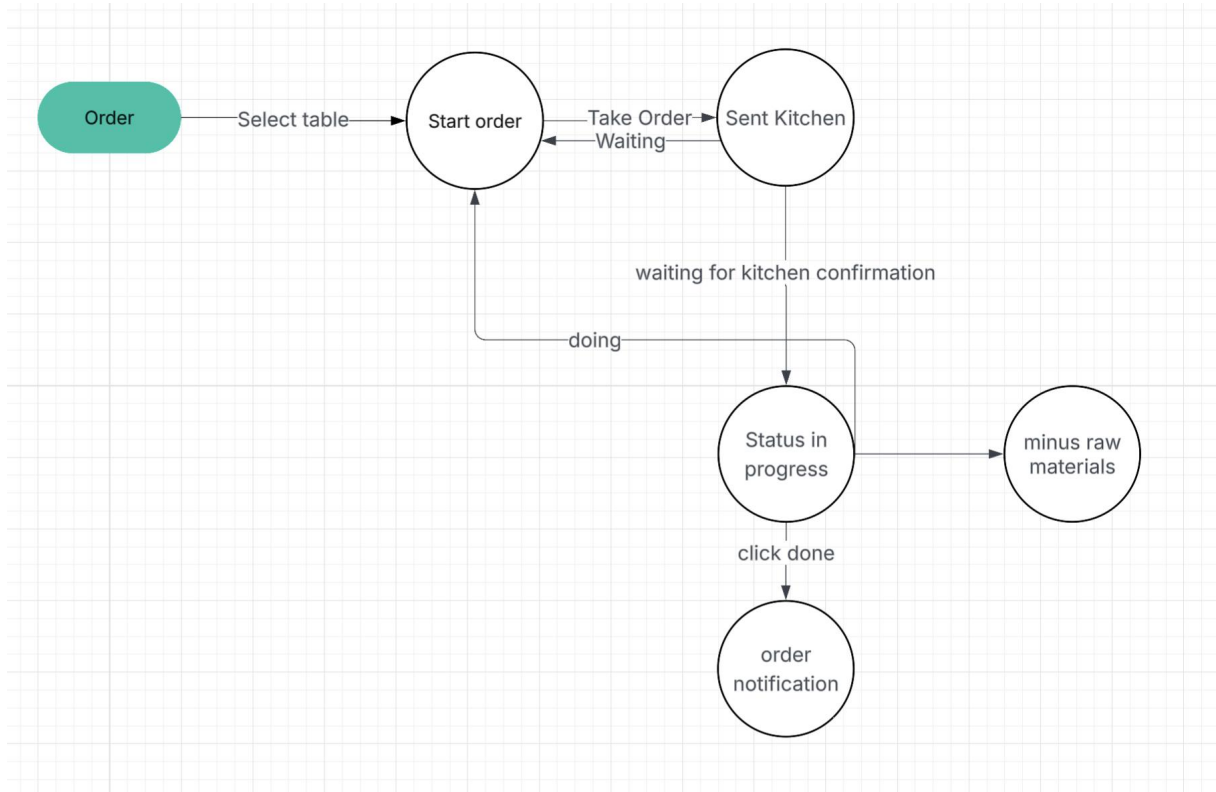 Order
Select table
Start order
Take Order
Sent Kitchen
Waiting
waiting for kitchen confirmation
doing
Status in
progress
minus raw
materials
click done
order
notification